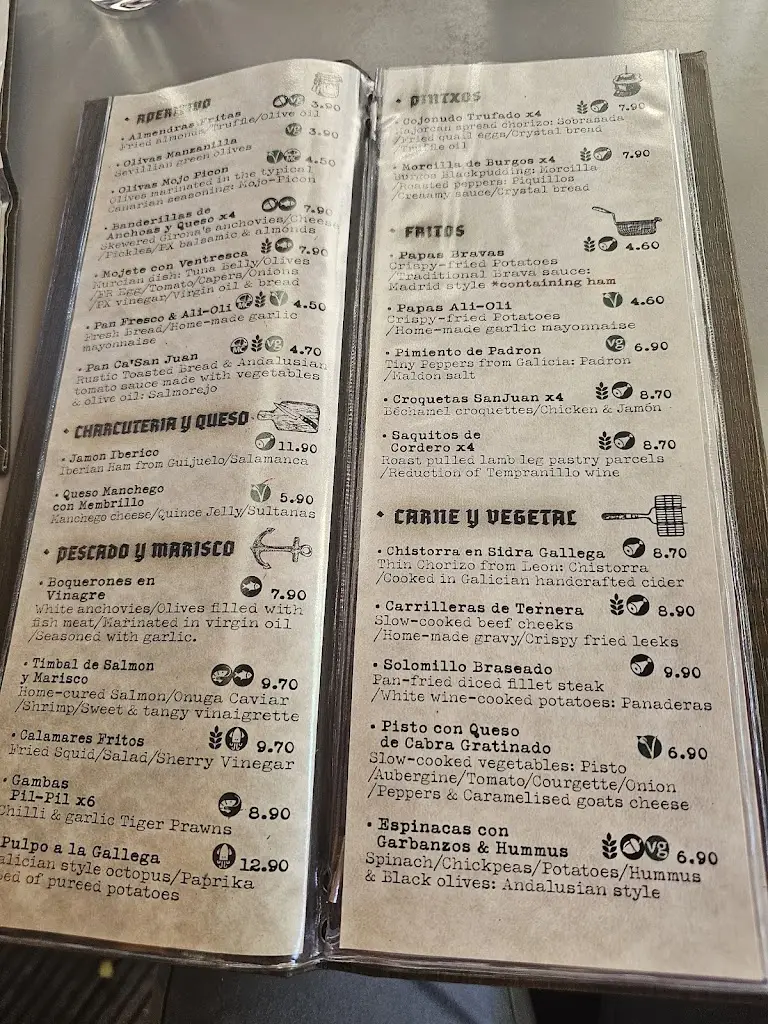 APERITIVO
• Almendras Fritas 3.90
Fried almonds/Truffle/Olive oil
• Olivas Manzanilla vg 3.90
Sevillian green olives
• Olivas Mojo Picon V 4.50
Olives marinated in the typical
Canarian seasoning: Mojo-Picon
• Banderillas de
Anchoas y Queso x4 7.90
Skewered Girona's anchovies/Cheese
/Pickles/PX balsamic & almonds
• Mojete con Ventresca 7.90
Murcian dish: Tuna Belly/Olives
/FR Egg/Tomato/Capers/Onions
/PX vinegar/Virgin oil & bread
• Pan Fresco & Ali-Oli V 4.50
Fresh Bread/Home-made garlic
mayonnaise
• Pan Ca'San Juan vg 4.70
Rustic Toasted Bread & Andalusian
tomato sauce made with vegetables
& olive oil: Salmorejo
• CHARCUTERIA Y QUESO
• Jamon Iberico 11.90
Iberian Ham from Guijuelo/Salamanca
• Queso Manchego
con Membrillo V 5.90
Manchego cheese/Quince Jelly/Sultanas
• PESCADO Y MARISCO
• Boquerones en
Vinagre 7.90
White anchovies/Olives filled with
fish meat/Marinated in virgin oil
/Seasoned with garlic.
• Timbal de Salmon
y Marisco 9.70
Home-cured Salmon/Onuga Caviar
/Shrimp/Sweet & tangy vinaigrette
• Calamares Fritos 9.70
Fried Squid/Salad/Sherry Vinegar
• Gambas
Pil-Pil x6 8.90
Chilli & garlic Tiger Prawns
Pulpo a la Gallega 12.90
alician style octopus/Paprika
ed of pureed potatoes
• PINTXOS
• Cojonudo Trufado x4 7.90
Majorcan spread chorizo: Sobrasada
/Fried quail eggs/Crystal bread
/Truffle oil
• Morcilla de Burgos x4 7.90
Burgos Blackpudding: Morcilla
/Roasted peppers: Piquillos
/Creamy sauce/Crystal bread
• FRITOS
• Papas Bravas 4.60
Crispy-fried Potatoes
/Traditional Brava sauce:
Madrid style *containing ham
• Papas Ali-Oli V 4.60
Crispy-fried Potatoes
/Home-made garlic mayonnaise
• Pimiento de Padron vg 6.90
Tiny Peppers from Galicia: Padron
/Maldon salt
• Croquetas SanJuan x4 8.70
Béchamel croquettes/Chicken & Jamón
• Saquitos de
Cordero x4 8.70
Roast pulled lamb leg pastry parcels
/Reduction of Tempranillo wine
• CARNE Y VEGETAL
• Chistorra en Sidra Gallega 8.70
Thin Chorizo from Leon: Chistorra
/Cooked in Galician handcrafted cider
• Carrilleras de Ternera 8.90
Slow-cooked beef cheeks
/Home-made gravy/Crispy fried leeks
• Solomillo Braseado 9.90
Pan-fried diced fillet steak
/White wine-cooked potatoes: Panaderas
• Pisto con Queso
de Cabra Gratinado V 6.90
Slow-cooked vegetables: Pisto
/Aubergine/Tomato/Courgette/Onion
/Peppers & Caramelised goats cheese
• Espinacas con
Garbanzos & Hummus vg 6.90
Spinach/Chickpeas/Potatoes/Hummus
& Black olives: Andalusian style